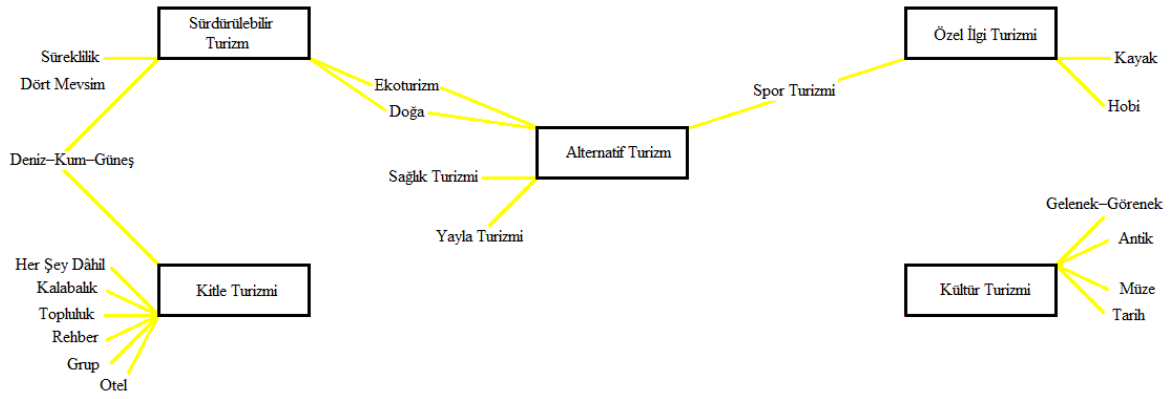 Sürdürülebilir
Turizm
Özel İlgi Turizmi
Süreklilik
Kayak
Dört Mevsim
Ekoturizm
Spor Turizmi
Doğa
Hobi
Alternatif Turizm
Deniz–Kum–Güneş
Sağlık Turizmi
Gelenek–Görenek
Yayla Turizmi
Antik
Her Şey Dâhil
Kalabalık
Kitle Turizmi
Kültür Turizmi
Müze
Topluluk
Tarih
Rehber
Grup
Otel